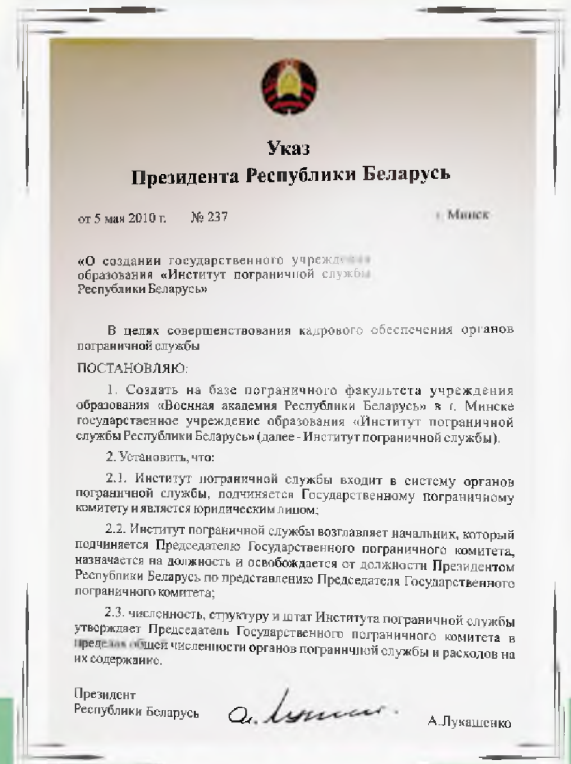 Указ
Президента Республики Беларусь
от 5 мая 2010 г. № 237 г. Минск
«О создании государственного учреждения
образования «Институт пограничной службы
Республики Беларусь»
В целях совершенствования кадрового обеспечения органов
пограничной службы
ПОСТАНОВЛЯЮ:
1. Создать на базе пограничного факультета учреждения
образования «Военная академия Республики Беларусь» в г. Минске
государственное учреждение образования «Институт пограничной
службы Республики Беларусь» (далее - Институт пограничной службы).
2. Установить, что:
2.1. Институт пограничной службы входит в систему органов
пограничной службы, подчиняется Государственному пограничному
комитету и является юридическим лицом;
2.2. Институт пограничной службы возглавляет начальник, который
подчиняется Председателю Государственного пограничного комитета,
назначается на должность и освобождается от должности Президентом
Республики Беларусь по представлению Председателя Государственного
пограничного комитета;
2.3. численность, структуру и штат Института пограничной службы
утверждает Председатель Государственного пограничного комитета в
пределах общей численности органов пограничной службы и расходов на
их содержание.
Президент
Республики Беларусь А.Лукашенко